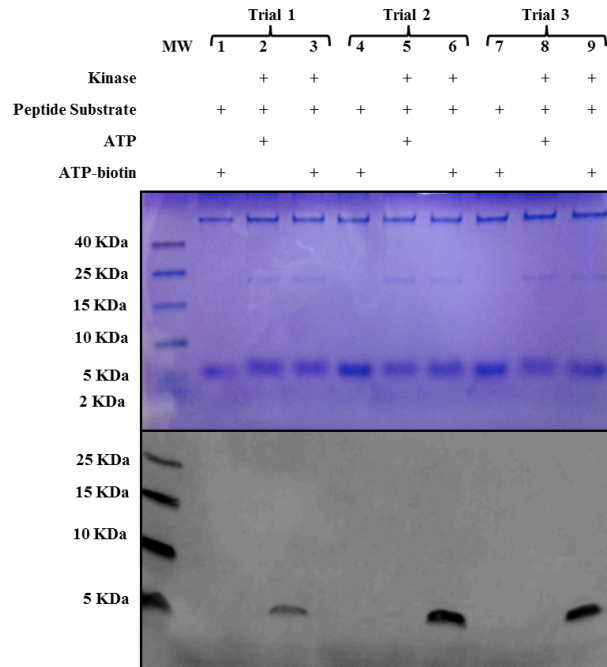 Trial 1 Trial 2 Trial 3
MW 1 2 3 4 5 6 7 8 9
Kinase + + + + + +
Peptide Substrate + + + + + + + + +
ATP + + +
ATP-biotin + + + + + +
40 KDa
25 KDa
15 KDa
10 KDa
5 KDa
2 KDa
25 KDa
15 KDa
10 KDa
5 KDa